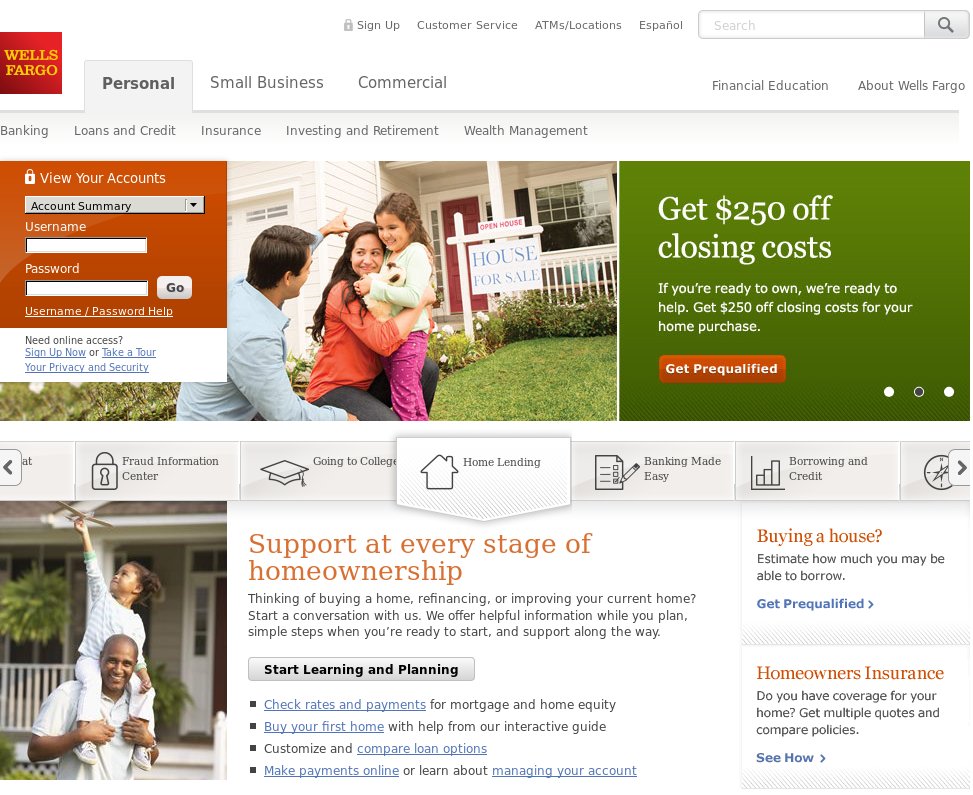 Sign Up Customer Service ATMs/Locations Español Search
WELLS
FARGO
Personal Small Business Commercial Financial Education About Wells Fargo
Banking Loans and Credit Insurance Investing and Retirement Wealth Management
View Your Accounts
Account Summary
Username
Password
Go
Username / Password Help
Need online access?
Sign Up Now or Take a Tour
Your Privacy and Security
OPEN HOUSE
HOUSE
FOR SALE
Get $250 off
closing costs
If you’re ready to own, we’re ready to
help. Get $250 off closing costs for your
home purchase.
Get Prequalified
at
Fraud Information
Center
Going to College
Home Lending
Banking Made
Easy
Borrowing and
Credit
Support at every stage of
homeownership
Thinking of buying a home, refinancing, or improving your current home?
Start a conversation with us. We offer helpful information while you plan,
simple steps when you’re ready to start, and support along the way.
Start Learning and Planning
Check rates and payments for mortgage and home equity
Buy your first home with help from our interactive guide
Customize and compare loan options
Make payments online or learn about managing your account
Buying a house?
Estimate how much you may be
able to borrow.
Get Prequalified
Homeowners Insurance
Do you have coverage for your
home? Get multiple quotes and
compare policies.
See How